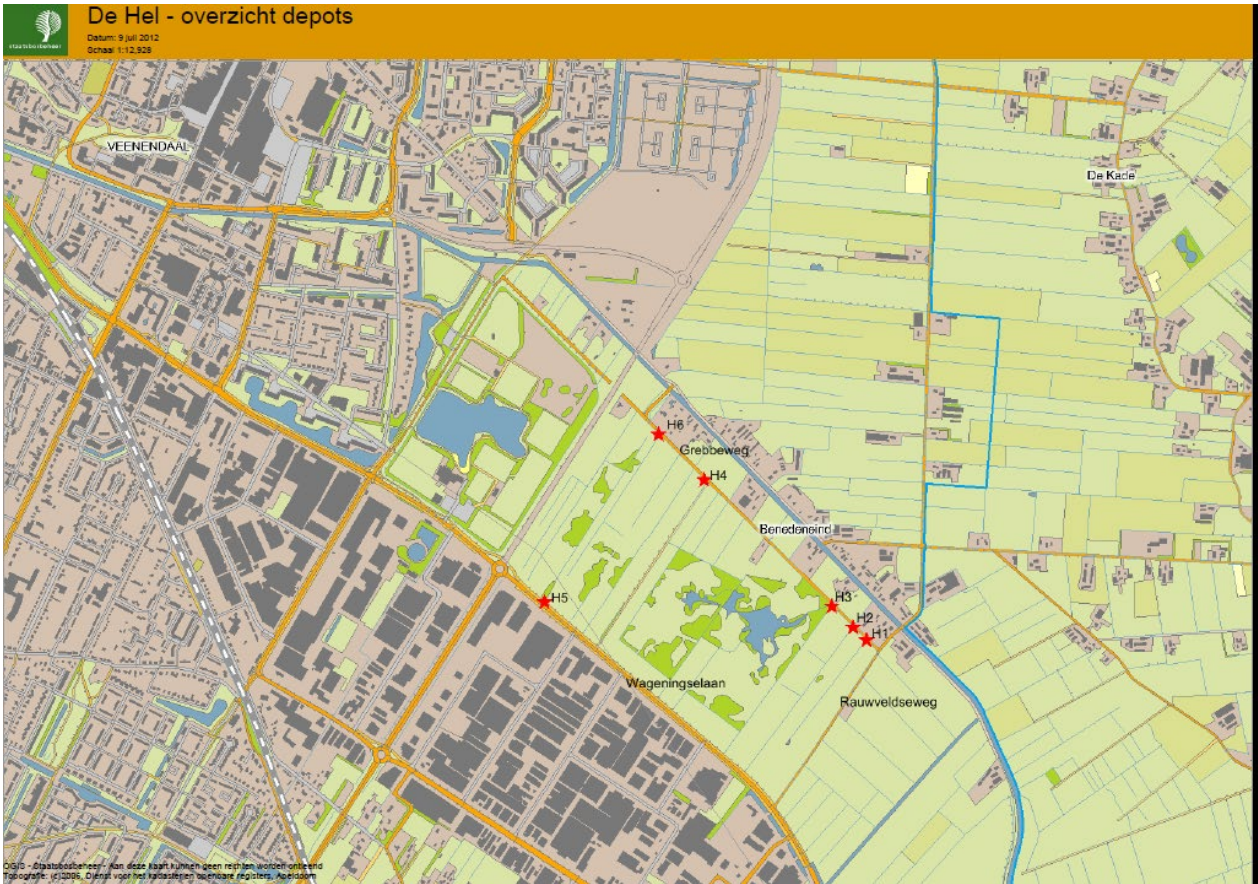 De Hel - overzicht depots
staatsbosbeheer
Datum: 9 juli 2012
Schaal 1:12,928
VEENENDAAL
De Kade
H6
Grebbeweg
H4
Benedeneind
H5
H3
H2
H1
Wageningselaan
Rauwveldseweg
OGIS - Staatsbosbeheer - Aan deze kaart kunnen geen rechten worden ontleend
Topografie: (c)2006, Dienst voor het kadaster en openbare registers, Apeldoorn